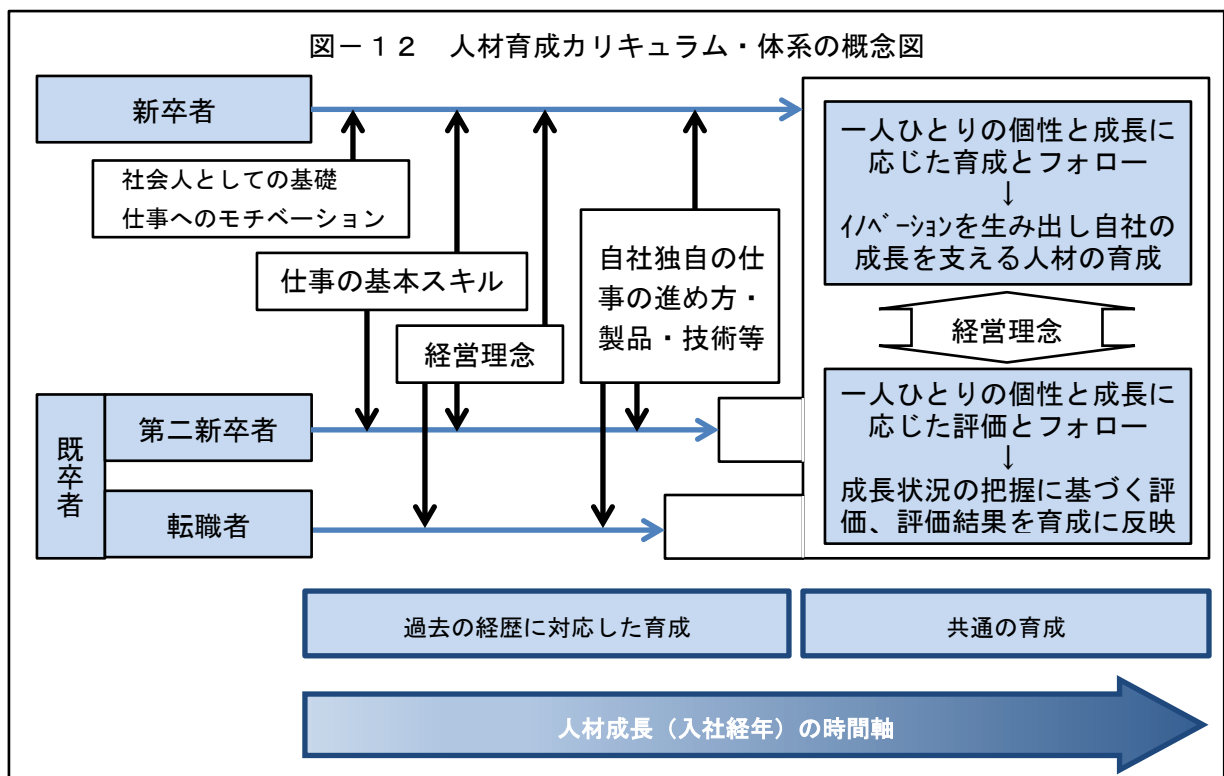 図－１２　人材育成カリキュラム・体系の概念図
新卒者
社会人としての基礎
仕事へのモチベーション
仕事の基本スキル
経営理念
自社独自の仕
事の進め方・
製品・技術等
既卒者
第二新卒者
転職者
一人ひとりの個性と成長に
応じた育成とフォロー
↓
ｲﾉﾍﾞｰｼｮﾝを生み出し自社の
成長を支える人材の育成
経営理念
一人ひとりの個性と成長に
応じた評価とフォロー
↓
成長状況の把握に基づく評
価、評価結果を育成に反映
過去の経歴に対応した育成
共通の育成
人材成長（入社経年）の時間軸